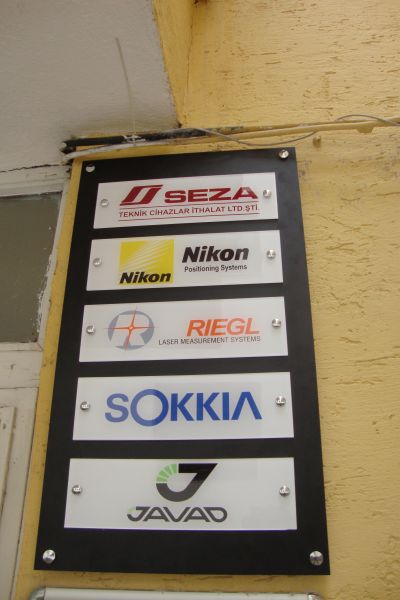 SEZA
TEKNİK CİHAZLAR İTHALAT LTD.ŞTİ.
Nikon
Nikon
Positioning Systems
RIEGL
LASER MEASUREMENT SYSTEMS
SOKKIA
JAVAD